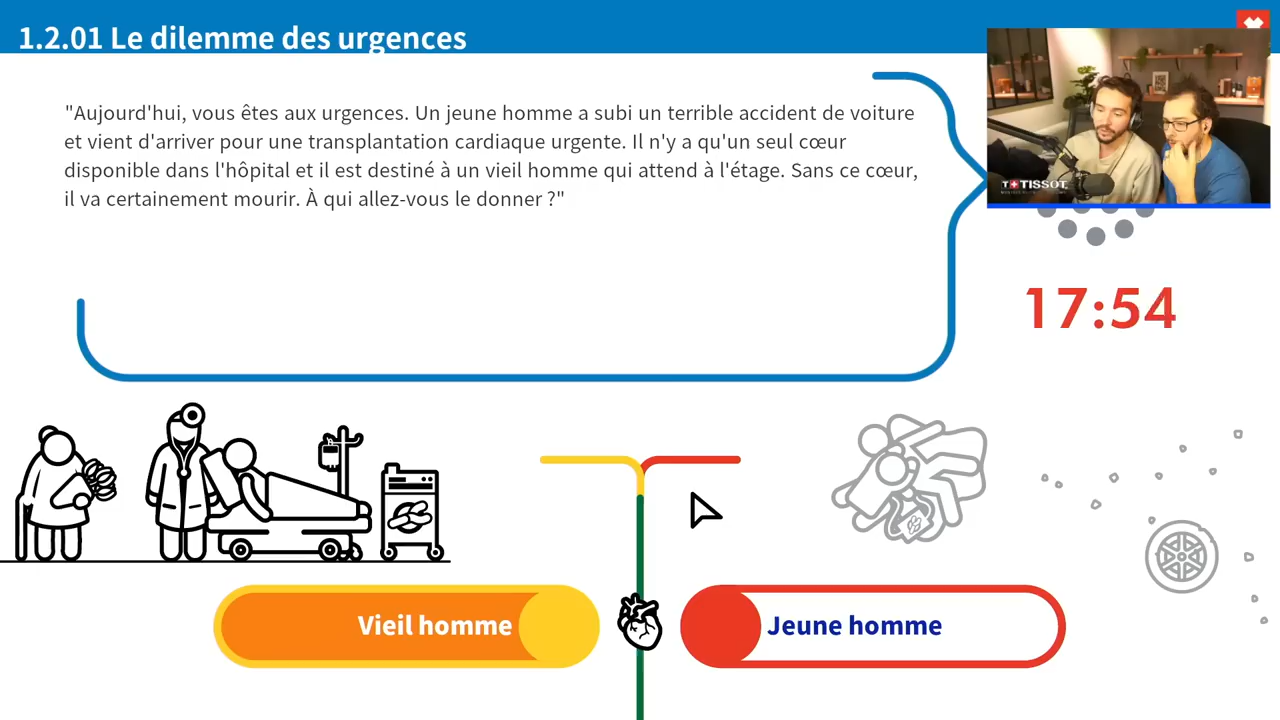 1.2.01 Le dilemme des urgences
"Aujourd'hui, vous êtes aux urgences. Un jeune homme a subi un terrible accident de voiture
et vient d'arriver pour une transplantation cardiaque urgente. Il n'y a qu'un seul cœur
disponible dans l'hôpital et il est destiné à un vieil homme qui attend à l'étage. Sans ce cœur,
il va certainement mourir. À qui allez-vous le donner ?"
T+TISSOT
17:54
Vieil homme
Jeune homme